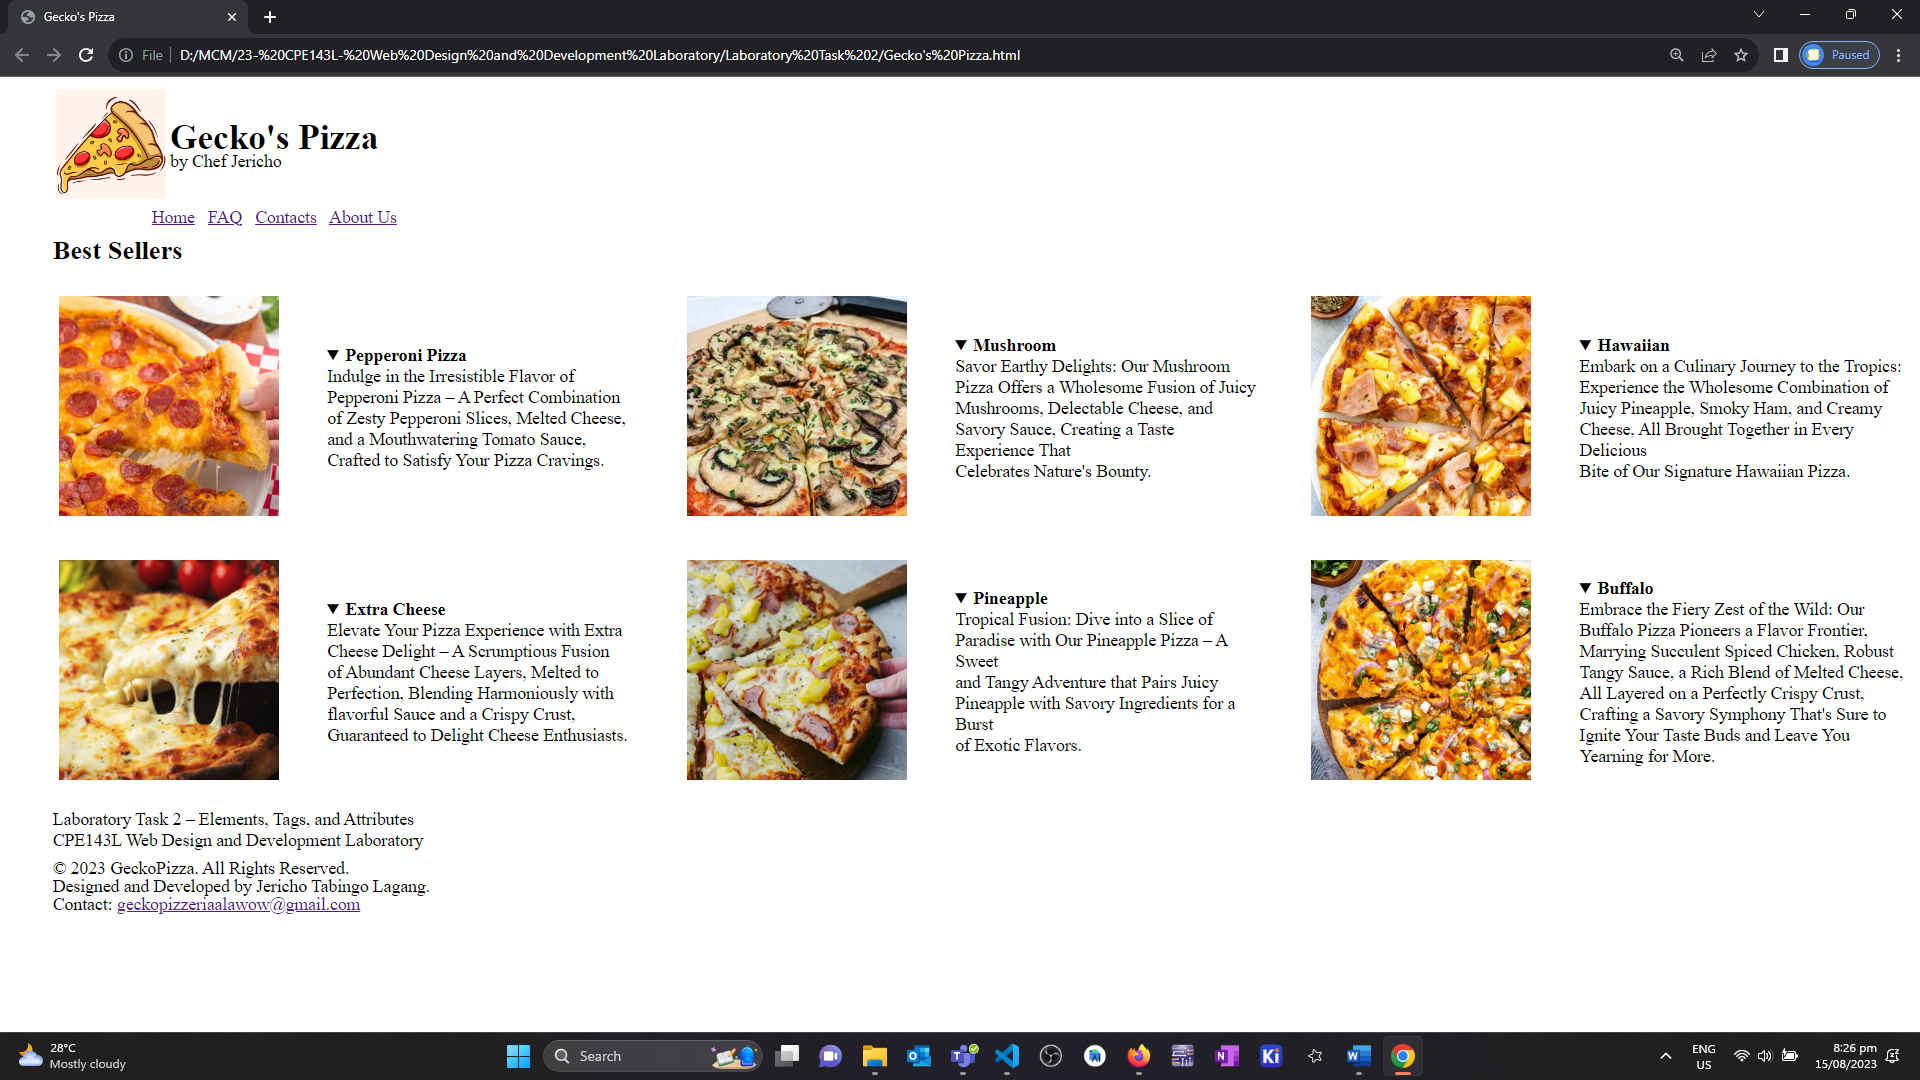 Gecko's Pizza
File
D:/MCM/23-%20CPE143L-%20Web%20Design%20and%20Development%20Laboratory/Laboratory%20Task%202/Gecko's%20Pizza.html
Paused
Gecko's Pizza
by Chef Jericho
Home FAQ Contacts About Us
Best Sellers
Pepperoni Pizza
Indulge in the Irresistible Flavor of
Pepperoni Pizza – A Perfect Combination
of Zesty Pepperoni Slices, Melted Cheese,
and a Mouthwatering Tomato Sauce,
Crafted to Satisfy Your Pizza Cravings.
Mushroom
Savor Earthy Delights: Our Mushroom
Pizza Offers a Wholesome Fusion of Juicy
Mushrooms, Delectable Cheese, and
Savory Sauce, Creating a Taste
Experience That
Celebrates Nature's Bounty.
Hawaiian
Embark on a Culinary Journey to the Tropics:
Experience the Wholesome Combination of
Juicy Pineapple, Smoky Ham, and Creamy
Cheese, All Brought Together in Every
Delicious
Bite of Our Signature Hawaiian Pizza.
Extra Cheese
Elevate Your Pizza Experience with Extra
Cheese Delight – A Scrumptious Fusion
of Abundant Cheese Layers, Melted to
Perfection, Blending Harmoniously with
flavorful Sauce and a Crispy Crust,
Guaranteed to Delight Cheese Enthusiasts.
Pineapple
Tropical Fusion: Dive into a Slice of
Paradise with Our Pineapple Pizza – A
Sweet
and Tangy Adventure that Pairs Juicy
Pineapple with Savory Ingredients for a
Burst
of Exotic Flavors.
Buffalo
Embrace the Fiery Zest of the Wild: Our
Buffalo Pizza Pioneers a Flavor Frontier,
Marrying Succulent Spiced Chicken, Robust
Tangy Sauce, a Rich Blend of Melted Cheese,
All Layered on a Perfectly Crispy Crust,
Crafting a Savory Symphony That's Sure to
Ignite Your Taste Buds and Leave You
Yearning for More.
Laboratory Task 2 – Elements, Tags, and Attributes
CPE143L Web Design and Development Laboratory
© 2023 GeckoPizza. All Rights Reserved.
Designed and Developed by Jericho Tabingo Lagang.
Contact: geckopizzeriaalawow@gmail.com
28°C
Mostly cloudy
Search
ENG
US
8:26 pm
15/08/2023